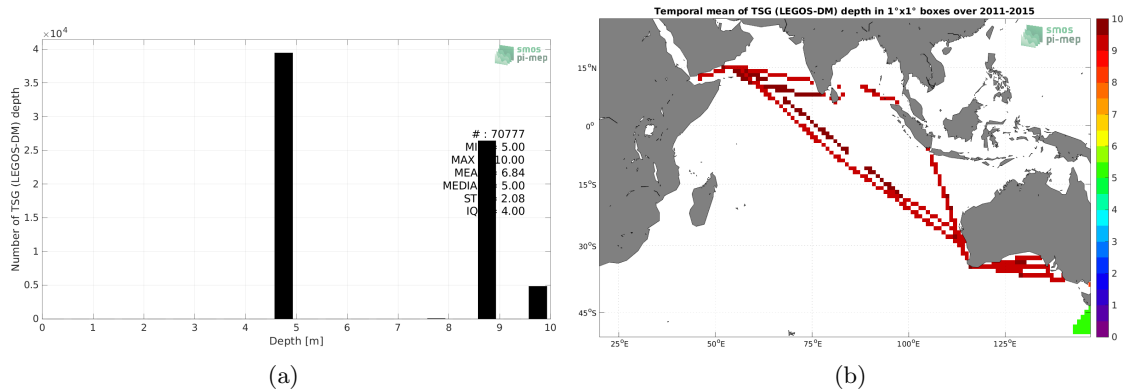 ×10⁴
smos
pi-mep
4
3.5
3
2.5
2
1.5
1
0.5
0
Number of TSG (LEGOS-DM) depth
# : 70777
MI 5.00
MAX 10.00
MEA 6.84
MEDIA 5.00
ST 2.08
IQ 4.00
0 1 2 3 4 5 6 7 8 9 10
Depth [m]
(a)
Temporal mean of TSG (LEGOS-DM) depth in 1°x1° boxes over 2011-2015
smos
pi-mep
15°N
0°
15°S
30°S
45°S
25°E 50°E 75°E 100°E 125°E
10
9
8
7
6
5
4
3
2
1
0
(b)